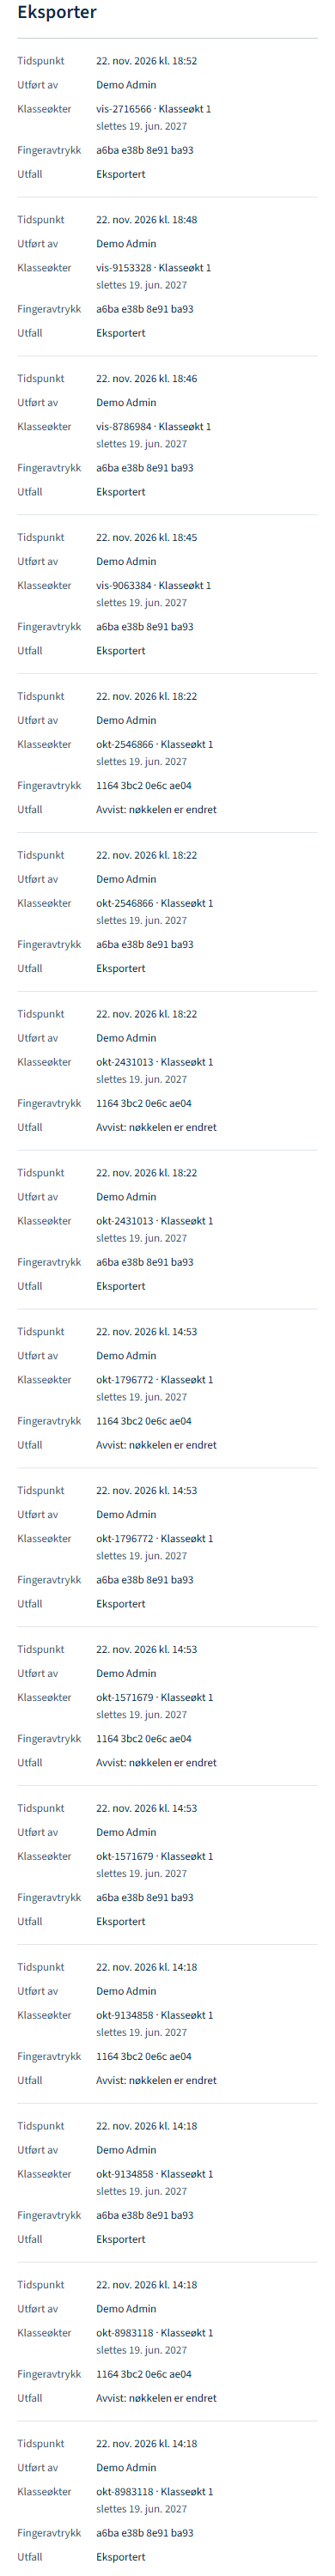 Eksporter
Tidspunkt 22. nov. 2026 kl. 18:52
Utført av Demo Admin
Klasseøkter vis-2716566 · Klasseøkt 1
slettes 19. jun. 2027
Fingeravtrykk a6ba e38b 8e91 ba93
Utfall Eksportert
Tidspunkt 22. nov. 2026 kl. 18:48
Utført av Demo Admin
Klasseøkter vis-9153328 · Klasseøkt 1
slettes 19. jun. 2027
Fingeravtrykk a6ba e38b 8e91 ba93
Utfall Eksportert
Tidspunkt 22. nov. 2026 kl. 18:46
Utført av Demo Admin
Klasseøkter vis-8786984 · Klasseøkt 1
slettes 19. jun. 2027
Fingeravtrykk a6ba e38b 8e91 ba93
Utfall Eksportert
Tidspunkt 22. nov. 2026 kl. 18:45
Utført av Demo Admin
Klasseøkter vis-9063384 · Klasseøkt 1
slettes 19. jun. 2027
Fingeravtrykk a6ba e38b 8e91 ba93
Utfall Eksportert
Tidspunkt 22. nov. 2026 kl. 18:22
Utført av Demo Admin
Klasseøkter okt-2546866 · Klasseøkt 1
slettes 19. jun. 2027
Fingeravtrykk 1164 3bc2 0e6c ae04
Utfall Avvist: nøkkelen er endret
Tidspunkt 22. nov. 2026 kl. 18:22
Utført av Demo Admin
Klasseøkter okt-2546866 · Klasseøkt 1
slettes 19. jun. 2027
Fingeravtrykk a6ba e38b 8e91 ba93
Utfall Eksportert
Tidspunkt 22. nov. 2026 kl. 18:22
Utført av Demo Admin
Klasseøkter okt-2431013 · Klasseøkt 1
slettes 19. jun. 2027
Fingeravtrykk 1164 3bc2 0e6c ae04
Utfall Avvist: nøkkelen er endret
Tidspunkt 22. nov. 2026 kl. 18:22
Utført av Demo Admin
Klasseøkter okt-2431013 · Klasseøkt 1
slettes 19. jun. 2027
Fingeravtrykk a6ba e38b 8e91 ba93
Utfall Eksportert
Tidspunkt 22. nov. 2026 kl. 14:53
Utført av Demo Admin
Klasseøkter okt-1796772 · Klasseøkt 1
slettes 19. jun. 2027
Fingeravtrykk 1164 3bc2 0e6c ae04
Utfall Avvist: nøkkelen er endret
Tidspunkt 22. nov. 2026 kl. 14:53
Utført av Demo Admin
Klasseøkter okt-1796772 · Klasseøkt 1
slettes 19. jun. 2027
Fingeravtrykk a6ba e38b 8e91 ba93
Utfall Eksportert
Tidspunkt 22. nov. 2026 kl. 14:53
Utført av Demo Admin
Klasseøkter okt-1571679 · Klasseøkt 1
slettes 19. jun. 2027
Fingeravtrykk 1164 3bc2 0e6c ae04
Utfall Avvist: nøkkelen er endret
Tidspunkt 22. nov. 2026 kl. 14:53
Utført av Demo Admin
Klasseøkter okt-1571679 · Klasseøkt 1
slettes 19. jun. 2027
Fingeravtrykk a6ba e38b 8e91 ba93
Utfall Eksportert
Tidspunkt 22. nov. 2026 kl. 14:18
Utført av Demo Admin
Klasseøkter okt-9134858 · Klasseøkt 1
slettes 19. jun. 2027
Fingeravtrykk 1164 3bc2 0e6c ae04
Utfall Avvist: nøkkelen er endret
Tidspunkt 22. nov. 2026 kl. 14:18
Utført av Demo Admin
Klasseøkter okt-9134858 · Klasseøkt 1
slettes 19. jun. 2027
Fingeravtrykk a6ba e38b 8e91 ba93
Utfall Eksportert
Tidspunkt 22. nov. 2026 kl. 14:18
Utført av Demo Admin
Klasseøkter okt-8983118 · Klasseøkt 1
slettes 19. jun. 2027
Fingeravtrykk 1164 3bc2 0e6c ae04
Utfall Avvist: nøkkelen er endret
Tidspunkt 22. nov. 2026 kl. 14:18
Utført av Demo Admin
Klasseøkter okt-8983118 · Klasseøkt 1
slettes 19. jun. 2027
Fingeravtrykk a6ba e38b 8e91 ba93
Utfall Eksportert